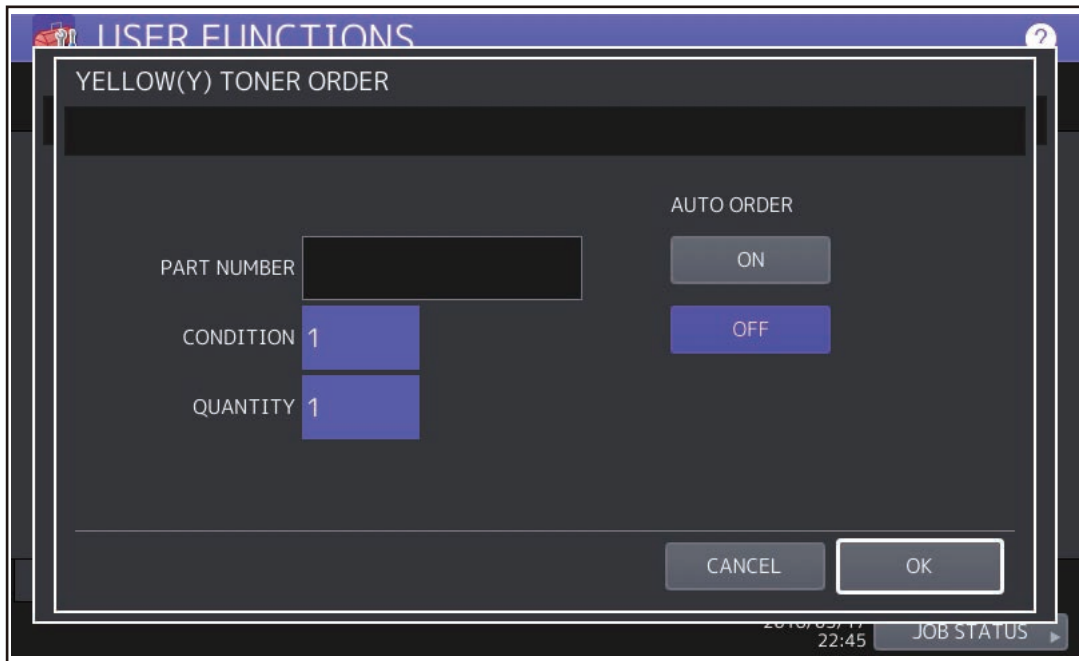 USER FUNCTIONS
?
YELLOW(Y) TONER ORDER
AUTO ORDER
PART NUMBER
ON
CONDITION 1
OFF
QUANTITY 1
CANCEL
OK
22:45
JOB STATUS